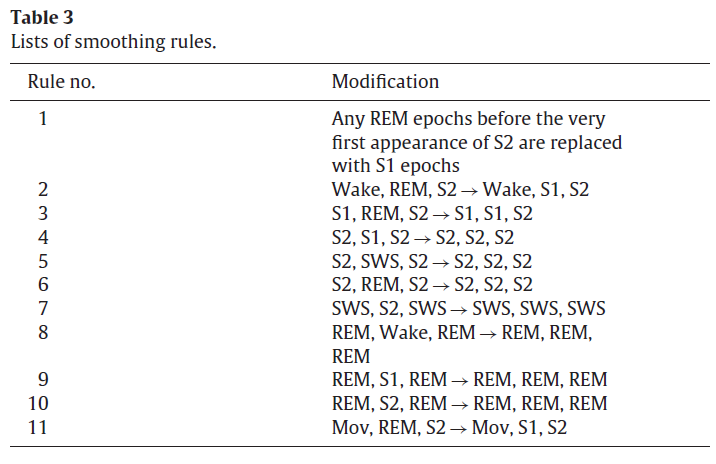 Table 3
Lists of smoothing rules.
Rule no. Modification
1 Any REM epochs before the very
first appearance of S2 are replaced
with S1 epochs
2 Wake, REM, S2 → Wake, S1, S2
3 S1, REM, S2 → S1, S1, S2
4 S2, S1, S2 → S2, S2, S2
5 S2, SWS, S2 → S2, S2, S2
6 S2, REM, S2 → S2, S2, S2
7 SWS, S2, SWS → SWS, SWS, SWS
8 REM, Wake, REM → REM, REM,
REM
9 REM, S1, REM → REM, REM, REM
10 REM, S2, REM → REM, REM, REM
11 Mov, REM, S2 → Mov, S1, S2